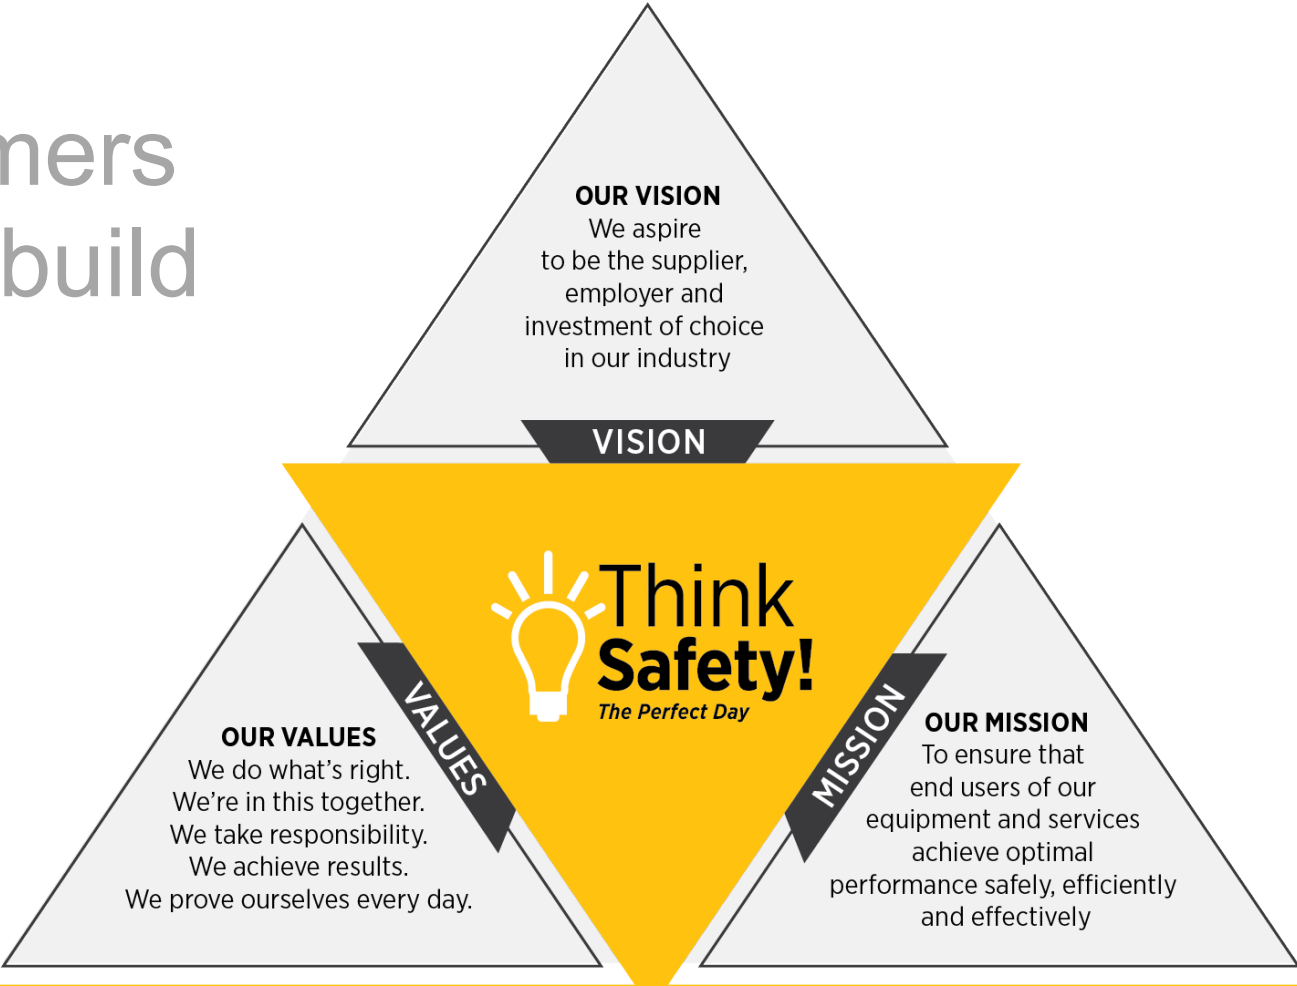 build
OUR VISION
We aspire
to be the supplier,
employer and
investment of choice
in our industry
VISION
Think
Safety!
The Perfect Day
VALUES
OUR VALUES
We do what's right.
We're in this together.
We take responsibility.
We achieve results.
We prove ourselves every day.
MISSION
OUR MISSION
To ensure that
end users of our
equipment and services
achieve optimal
performance safely, efficiently
and effectively